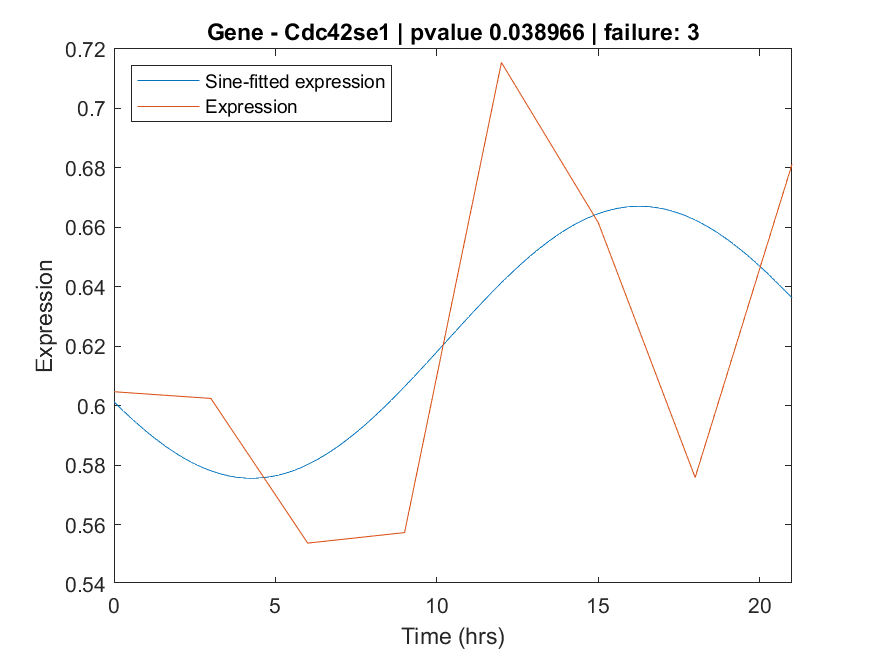 Gene - Cdc42se1 | pvalue 0.038966 | failure: 3
0.72
0.7
0.68
0.66
0.64
0.62
0.6
0.58
0.56
0.54
Expression
Sine-fitted expression
Expression
0 5 10 15 20
Time (hrs)